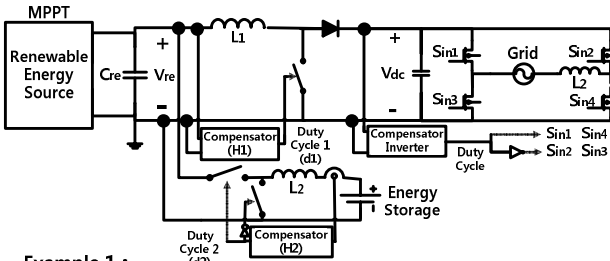 MPPT
Renewable
Energy
Source
Cre
+
Vre
-
L1
Compensator
(H1)
Duty
Cycle 1
(d1)
+
Vdc
-
Sin1
Sin3
Grid
L2
Sin2
Sin4
Compensator
Inverter
Duty
Cycle
Sin1 Sin4
Sin2 Sin3
L2
+
-
Energy
Storage
Duty
Cycle 2
(d2)
Compensator
(H2)
Example 1 :